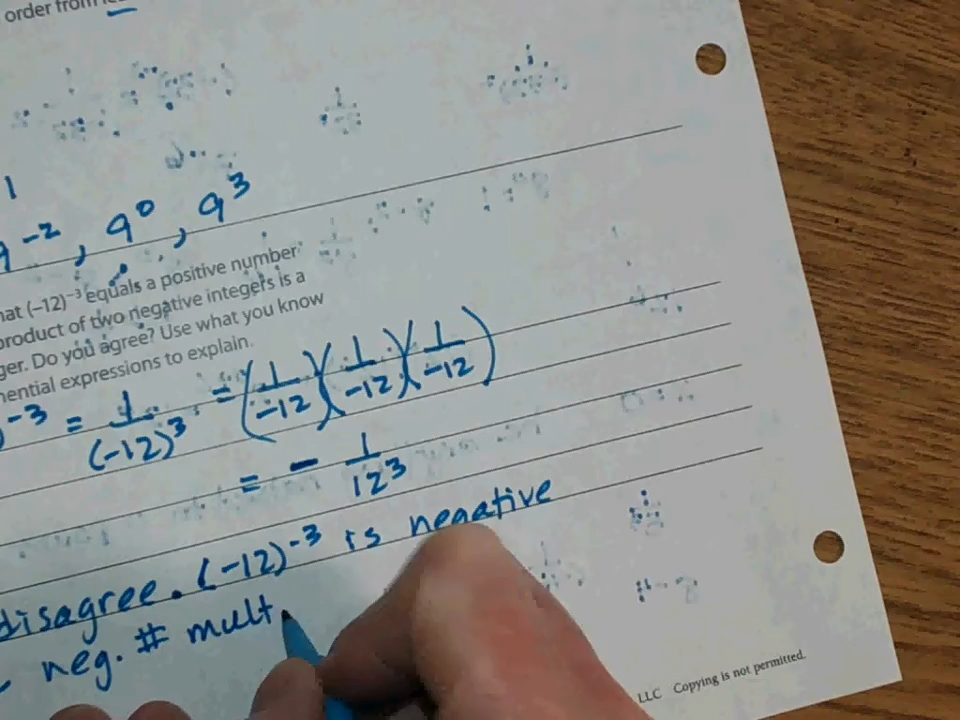 order from
1
9⁻², 9⁰, 9³
hat (–12)⁻³ equals a positive number
product of two negative integers is a
ger. Do you agree? Use what you know
nential expressions to explain.
)⁻³ = 1/(-12)³ = (1/-12)(1/-12)(1/-12)
= - 1/12³
disagree. (-12)⁻³ is negative
neg. # mult
LLC Copying is not permitted.